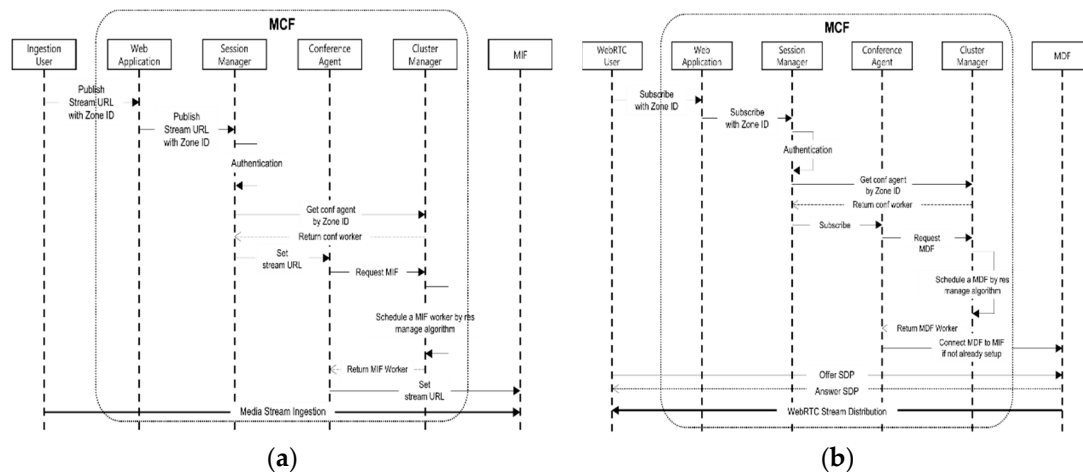 MCF
Ingestion
User
Web
Application
Session
Manager
Conference
Agent
Cluster
Manager
MIF
Publish
Stream URL
with Zone ID
Publish
Stream URL
with Zone ID
Authentication
Get conf agent
by Zone ID
Return conf worker
Set
stream URL
Request MIF
Schedule a MIF worker by res
manage algorithm
Return MIF Worker
Set
stream URL
Media Stream Ingestion
(a)
MCF
WebRTC
User
Web
Application
Session
Manager
Conference
Agent
Cluster
Manager
MDF
Subscribe
with Zone ID
Subscribe
with Zone ID
Authentication
Get conf agent
by Zone ID
Return conf worker
Subscribe
Request
MDF
Schedule a MDF by res
manage algorithm
Return MDF Worker
Connect MDF to MIF
if not already setup
Offer SDP
Answer SDP
WebRTC Stream Distribution
(b)